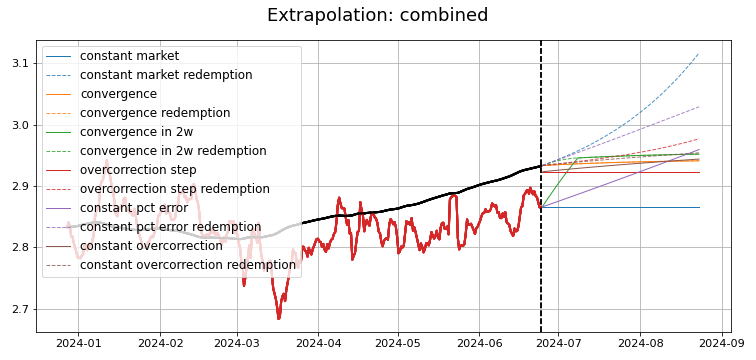 Extrapolation: combined
constant market
constant market redemption
convergence
convergence redemption
convergence in 2w
convergence in 2w redemption
overcorrection step
overcorrection step redemption
constant pct error
constant pct error redemption
constant overcorrection
constant overcorrection redemption
3.1
3.0
2.9
2.8
2.7
2024-01
2024-02
2024-03
2024-04
2024-05
2024-06
2024-07
2024-08
2024-09